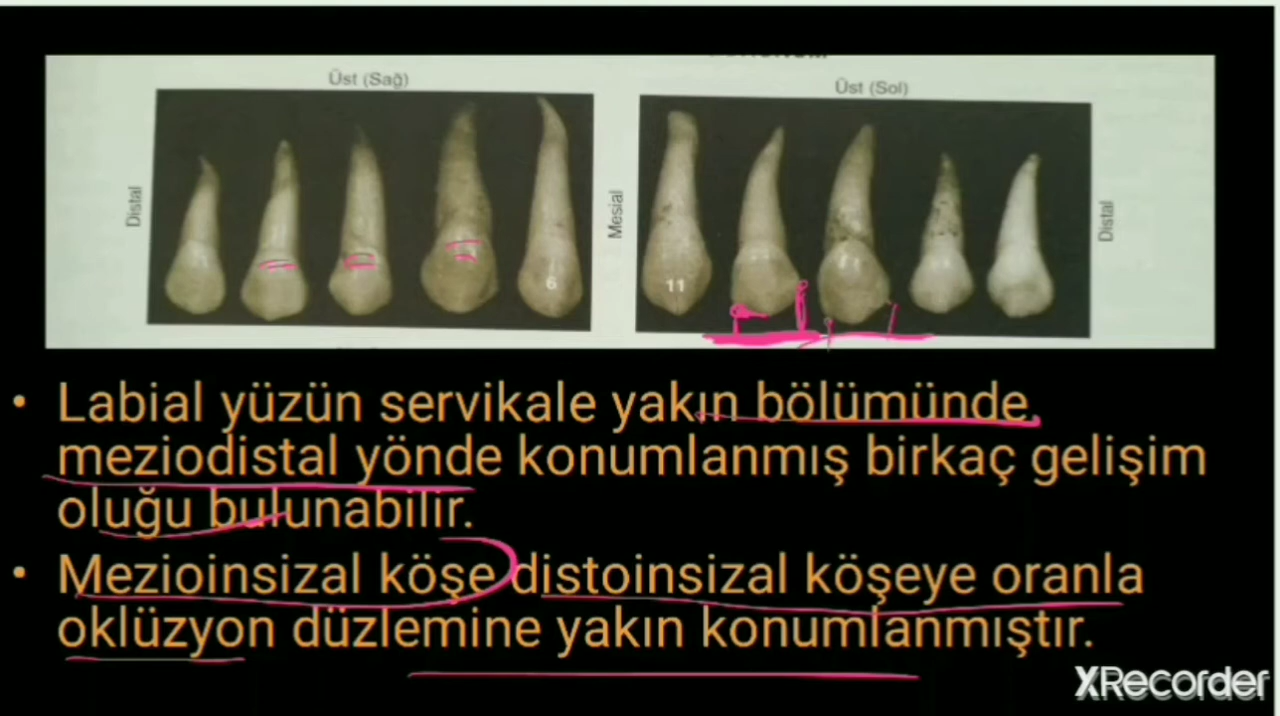 Üst (Sağ)
Üst (Sol)
Distal
Mesial
Distal
6
11
• Labial yüzün servikale yakın bölümünde,
meziodistal yönde konumlanmış birkaç gelişim
oluğu bulunabilir.
• Mezioinsizal köşe distoinsizal köşeye oranla
oklüzyon düzlemine yakın konumlanmıştır.
XRecorder